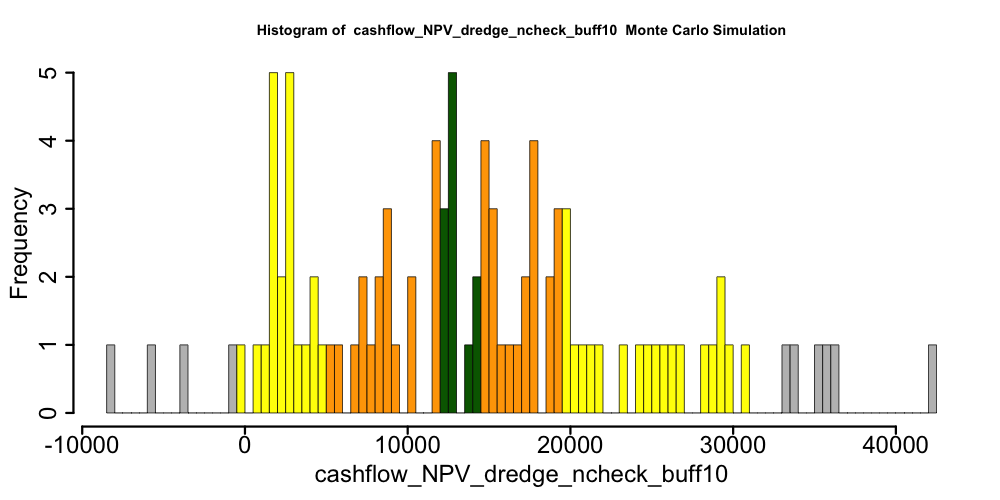 Histogram of cashflow_NPV_dredge_ncheck_buff10 Monte Carlo Simulation
Frequency
5
4
3
2
1
0
-10000 0 10000 20000 30000 40000
cashflow_NPV_dredge_ncheck_buff10